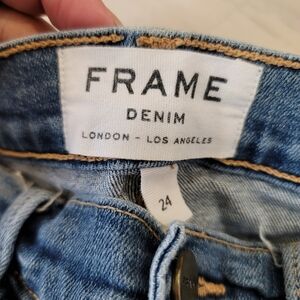 FRAME
DENIM
LONDON - LOS ANGELES
24